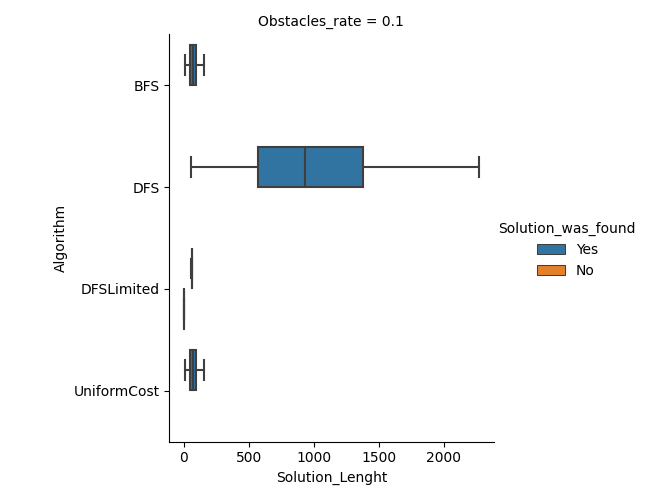 Obstacles_rate = 0.1
BFS
DFS
DFSLimited
UniformCost
Algorithm
0 500 1000 1500 2000
Solution_Lenght
Solution_was_found
Yes
No